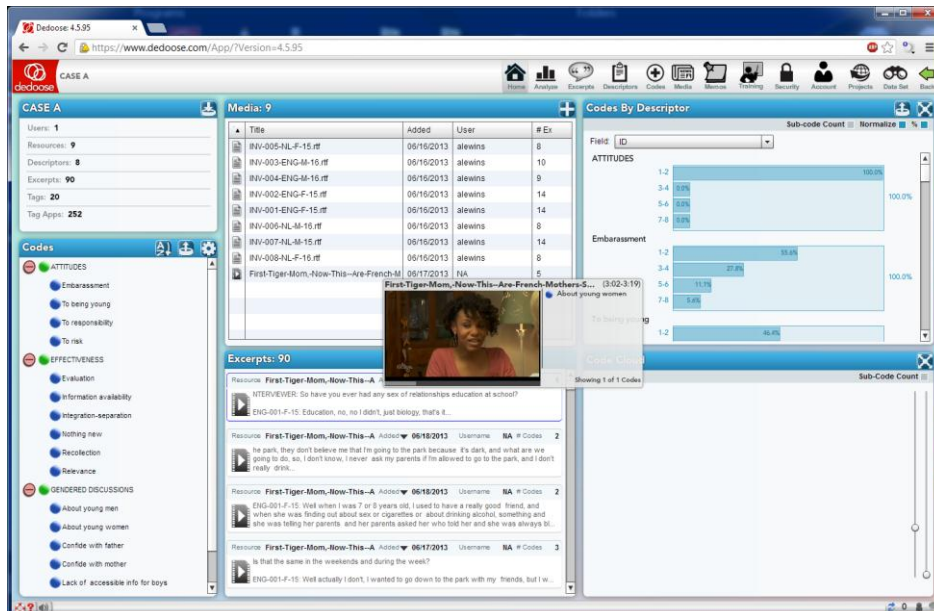 Dedoose: 4.5.95
https://www.dedoose.com/App/?Version=4.5.95
dedoose
CASE A
Home Analyze Excerpts Descriptors Codes Media Memos Training Security Account Projects Data Set Back
CASE A
Users: 1
Resources: 9
Descriptors: 8
Excerpts: 90
Tags: 20
Tag Apps: 252
Codes
ATTITUDES
Embarassment
To being young
To responsibility
To risk
EFFECTIVENESS
Evaluation
Information availability
Integration-separation
Nothing new
Recollection
Relevance
GENDERED DISCUSSIONS
About young men
About young women
Confide with father
Confide with mother
Lack of accessible info for boys
Media: 9
Title Added User # Ex
INV-005-NL-F-15.rtf 06/16/2013 alewins 8
INV-003-ENG-M-16.rtf 06/16/2013 alewins 10
INV-004-ENG-M-16.rtf 06/16/2013 alewins 9
INV-002-ENG-F-15.rtf 06/16/2013 alewins 14
INV-001-ENG-F-15.rtf 06/16/2013 alewins 14
INV-006-NL-M-16.rtf 06/16/2013 alewins 8
INV-007-NL-M-15.rtf 06/16/2013 alewins 14
INV-008-NL-F-16.rtf 06/16/2013 alewins 8
First-Tiger-Mom,-Now-This--Are-French-M 06/17/2013 NA 5
First-Tiger-Mom,-Now-This--Are-French-Mothers-S... (3:02-3:19)
About young women
Showing 1 of 1 Codes
Excerpts: 90
Resource First-Tiger-Mom,-Now-This--A Added
NTERVIEWER: So have you ever had any sex of relationships education at school?
ENG-001-F-15: Education, no, no I didn't, just biology, that's it...
Resource First-Tiger-Mom,-Now-This--A Added 06/18/2013 Username NA # Codes 2
he park, they don't believe me that I'm going to the park because it's dark, and what are we
going to do, so, I don't know, I never ask my parents if I'm allowed to go to the park, and I don't
really drink...
Resource First-Tiger-Mom,-Now-This--A Added 06/18/2013 Username NA # Codes 2
ENG-001-F-15: Well when I was 7 or 8 years old, I used to have a really good friend, and
when she was finding out about sex or cigarettes or about drinking alcohol, something and
she was telling her parents and her parents asked her who told her and she was always bl...
Resource First-Tiger-Mom,-Now-This--A Added 06/17/2013 Username NA # Codes 3
Is that the same in the weekends and during the week?
ENG-001-F-15: Well actually I don't, I wanted to go down to the park with my friends, but I w...
Codes By Descriptor
Sub-code Count Normalize %
Field: ID
ATTITUDES
1-2 100.0%
3-4 0.0%
5-6 0.0%
7-8 0.0%
100.0%
Embarassment
1-2 55.6%
3-4 27.8%
5-6 11.1%
7-8 5.6%
100.0%
To being young
1-2 46.4%
Code Cloud
Sub-Code Count
0